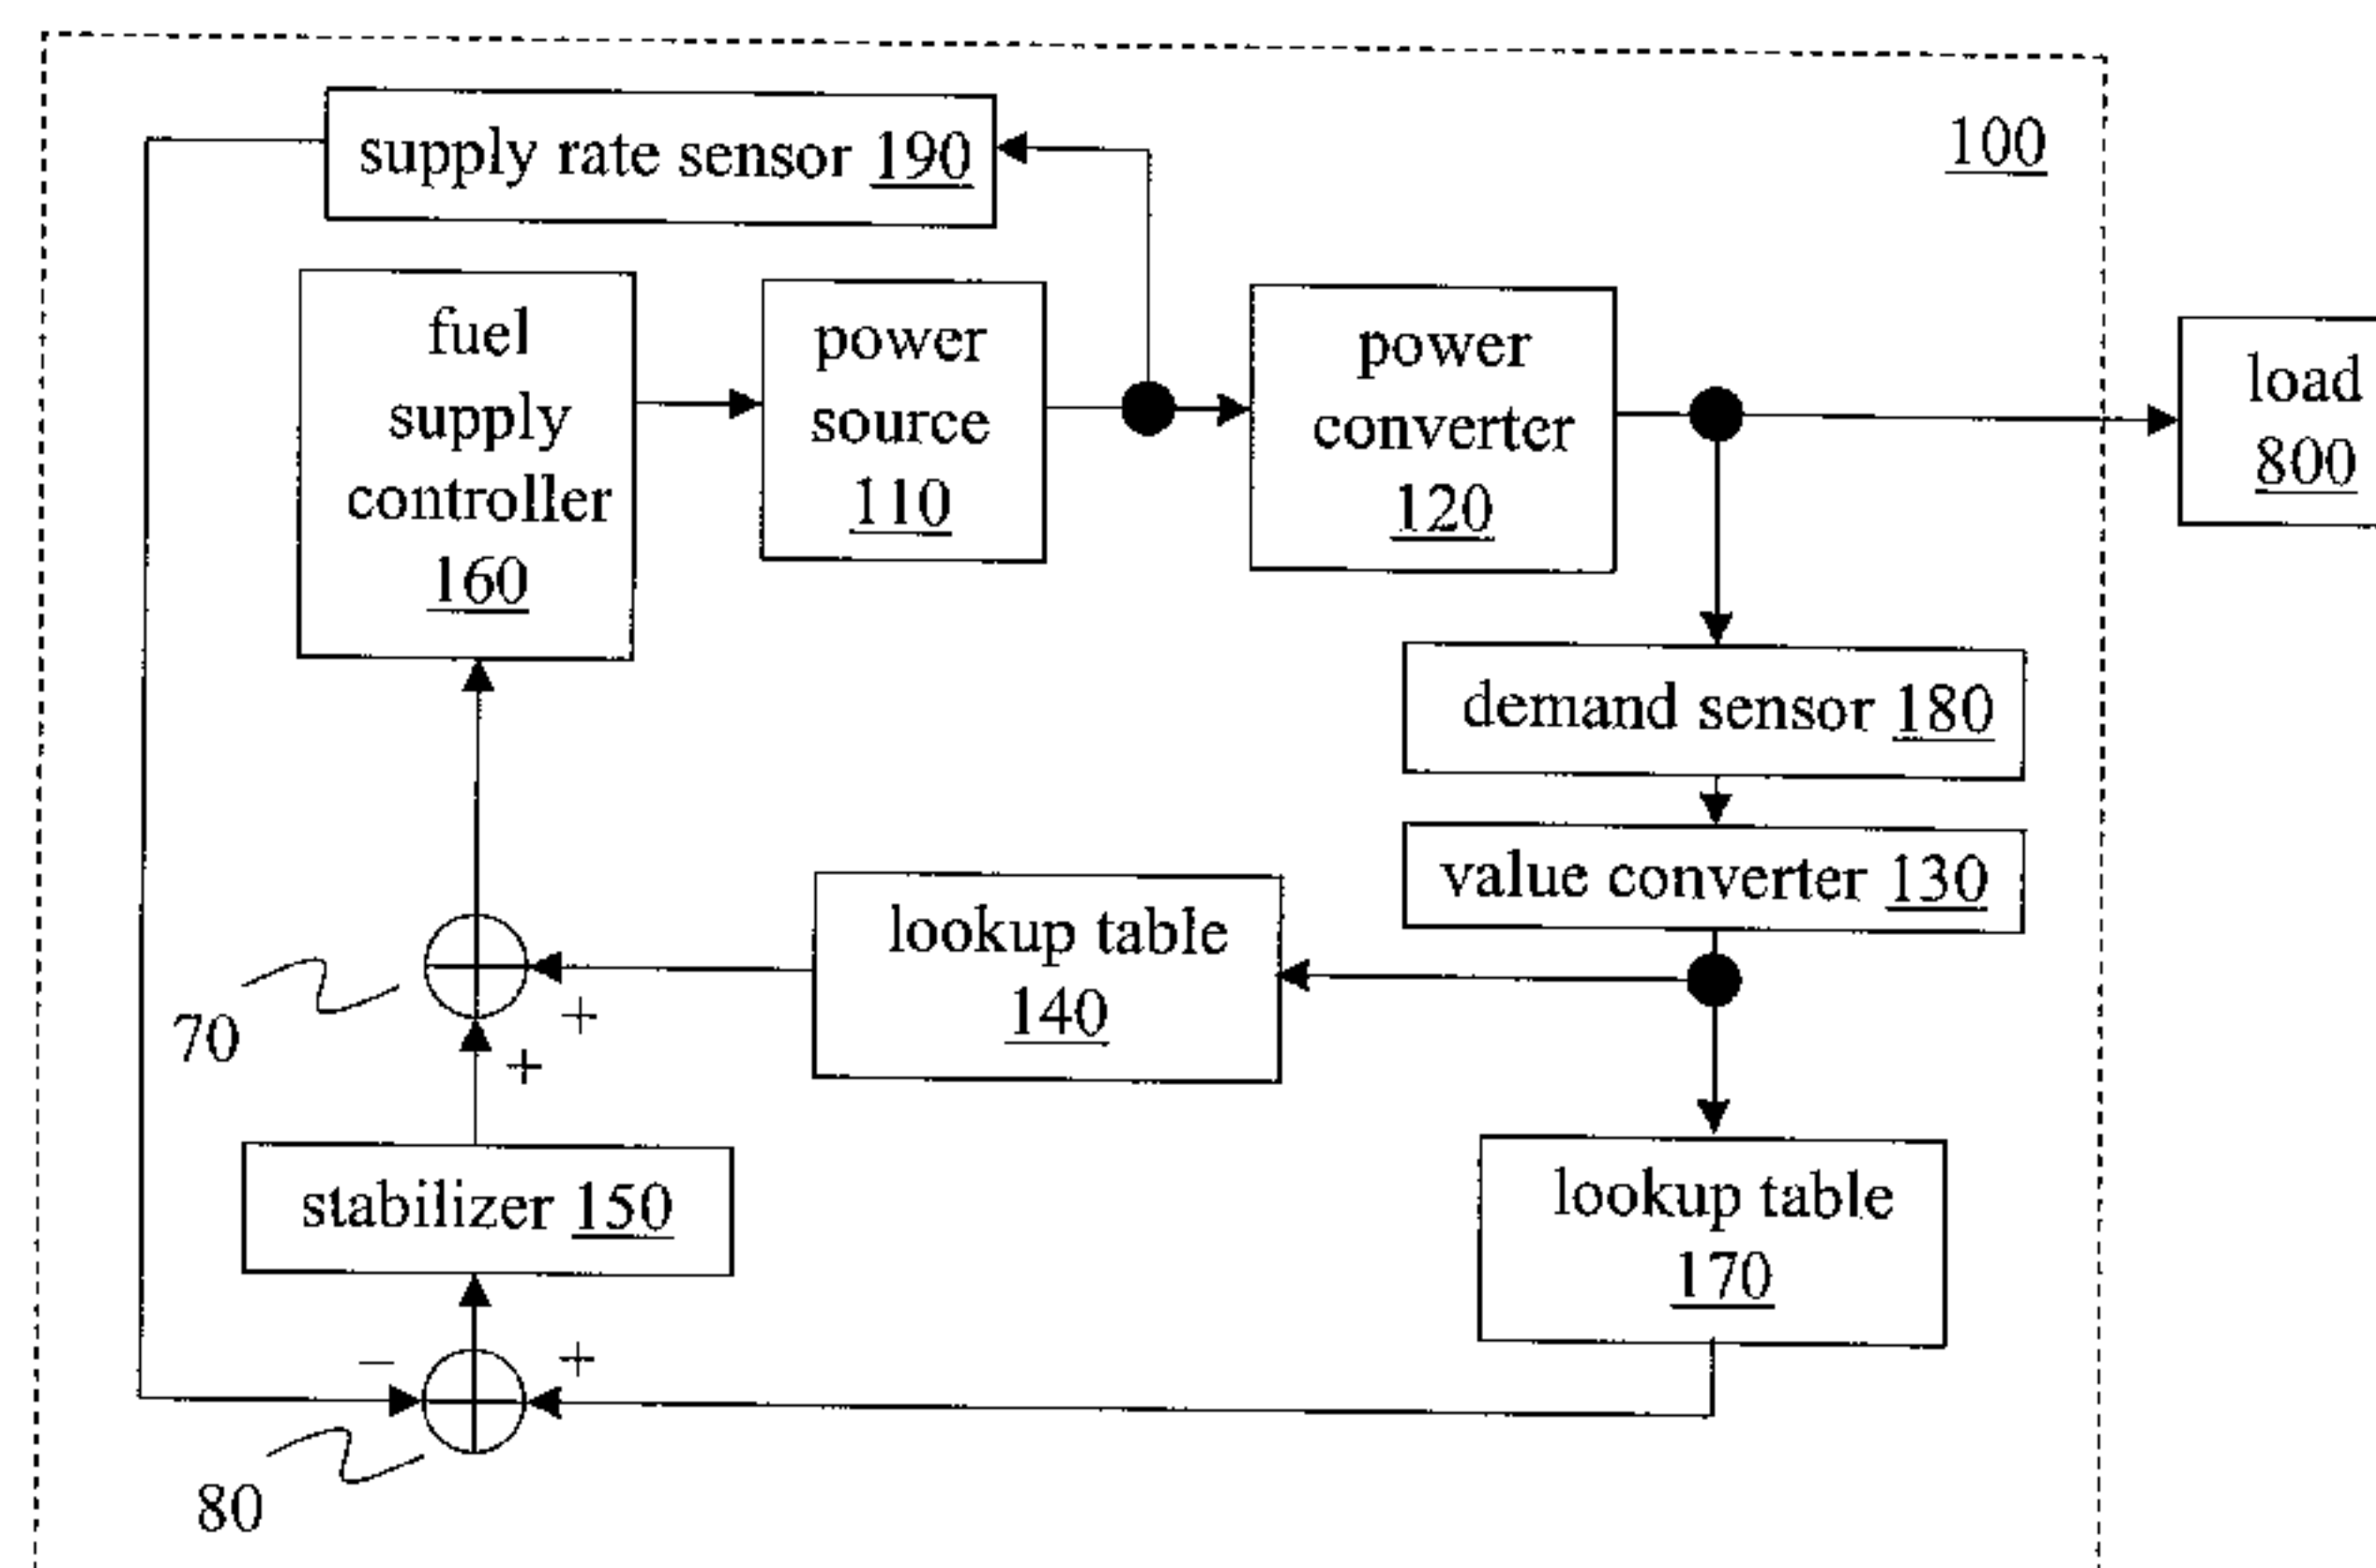 100
supply rate sensor 190
fuel
supply
controller
160
power
source
110
power
converter
120
load
800
demand sensor 180
value converter 130
lookup table
140
70
+
+
stabilizer 150
lookup table
170
−
+
80